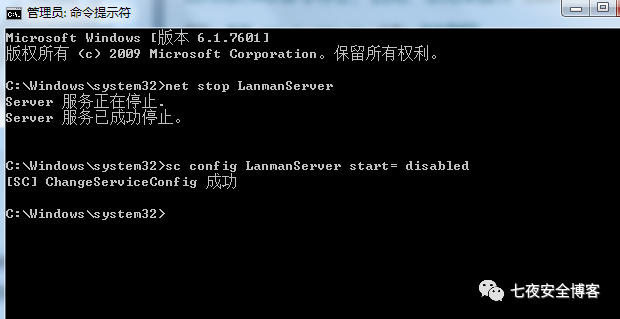 管理员: 命令提示符
Microsoft Windows [版本 6.1.7601]
版权所有 (c) 2009 Microsoft Corporation。保留所有权利。
C:\Windows\system32>net stop LanmanServer
Server 服务正在停止.
Server 服务已成功停止。
C:\Windows\system32>sc config LanmanServer start= disabled
[SC] ChangeServiceConfig 成功
C:\Windows\system32>
七夜安全博客